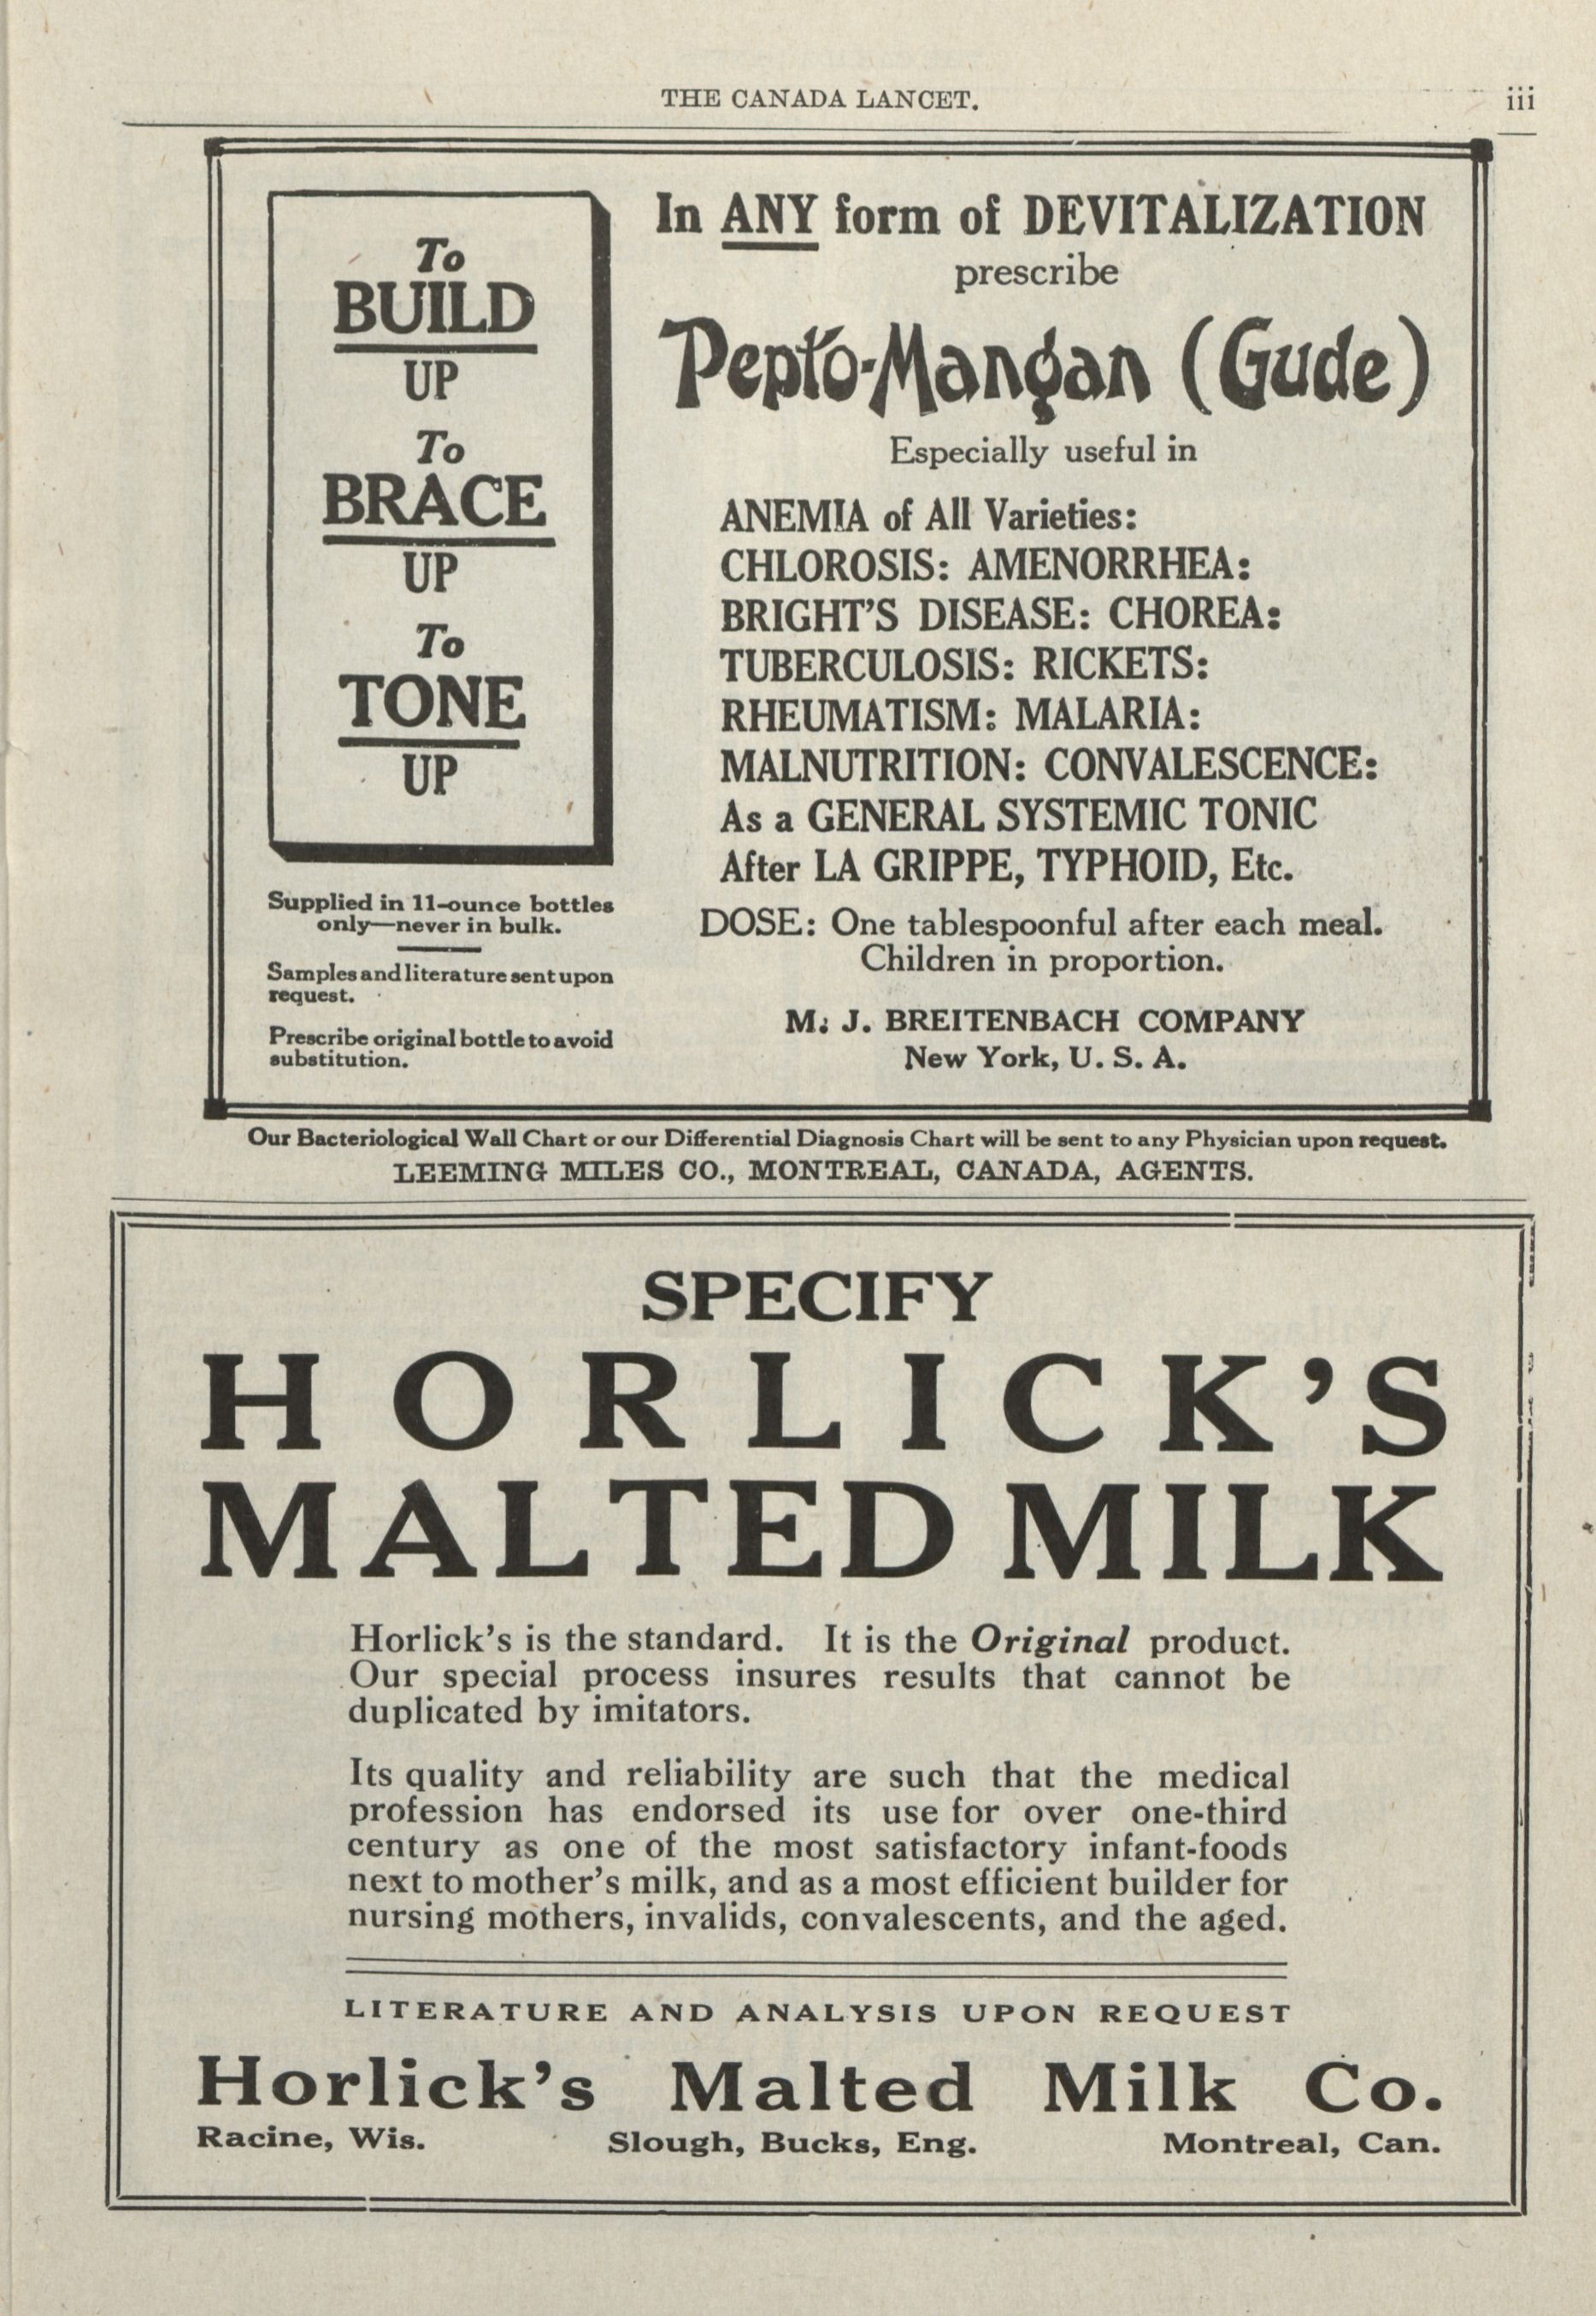 THE CANADA LANCET.
iii
To
BUILD
UP
To
BRACE
UP
To
TONE
UP
Supplied in 11-ounce bottles
only—never in bulk.
Samples and literature sent upon
request.
Prescribe original bottle to avoid
substitution.
In ANY form of DEVITALIZATION
prescribe
Pepto-Mangan (Gude)
Especially useful in
ANEMIA of All Varieties:
CHLOROSIS: AMENORRHEA:
BRIGHT'S DISEASE: CHOREA:
TUBERCULOSIS: RICKETS:
RHEUMATISM: MALARIA:
MALNUTRITION: CONVALESCENCE:
As a GENERAL SYSTEMIC TONIC
After LA GRIPPE, TYPHOID, Etc.
DOSE: One tablespoonful after each meal.
Children in proportion.
M. J. BREITENBACH COMPANY
New York, U. S. A.
Our Bacteriological Wall Chart or our Differential Diagnosis Chart will be sent to any Physician upon request.
LEEMING MILES CO., MONTREAL, CANADA, AGENTS.
SPECIFY
HORLICK'S
MALTED MILK
Horlick's is the standard. It is the Original product.
Our special process insures results that cannot be
duplicated by imitators.
Its quality and reliability are such that the medical
profession has endorsed its use for over one-third
century as one of the most satisfactory infant-foods
next to mother's milk, and as a most efficient builder for
nursing mothers, invalids, convalescents, and the aged.
LITERATURE AND ANALYSIS UPON REQUEST
Horlick's Malted Milk Co.
Racine, Wis. Slough, Bucks, Eng. Montreal, Can.